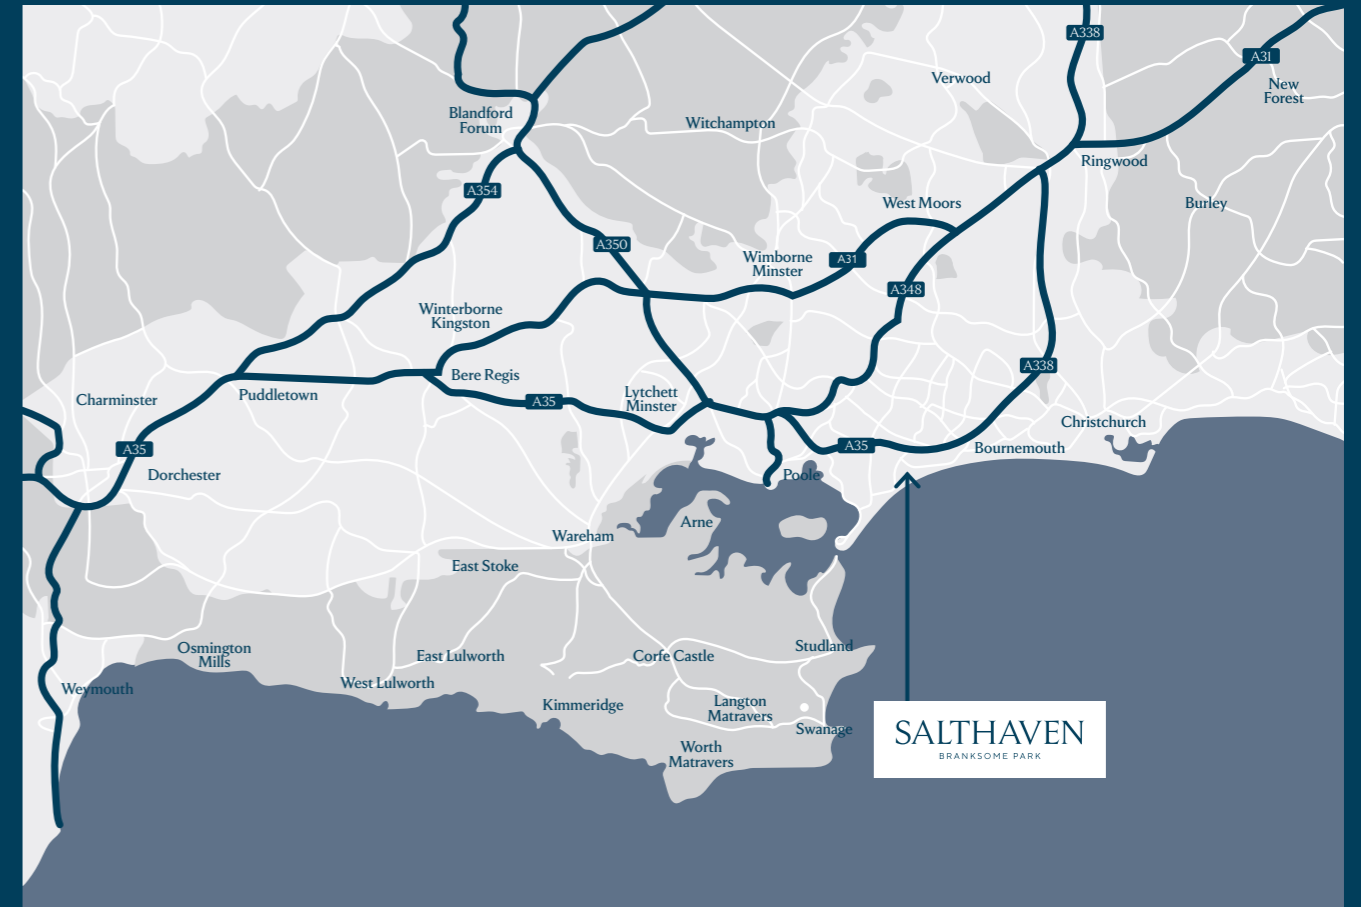 A338
A31
Verwood
New
Forest
Blandford
Forum
Witchampton
Ringwood
A354
West Moors
Burley
A350
Wimborne
Minster
A31
A348
Winterborne
Kingston
A338
Bere Regis
Puddletown
Charminster
A35
Lytchett
Minster
Christchurch
A35
A35
Bournemouth
Dorchester
Poole
Arne
Wareham
East Stoke
Osmington
Mills
East Lulworth
Corfe Castle
Studland
West Lulworth
Weymouth
Kimmeridge
Langton
Matravers
Swanage
Worth
Matravers
SALTHAVEN
BRANKSOME PARK